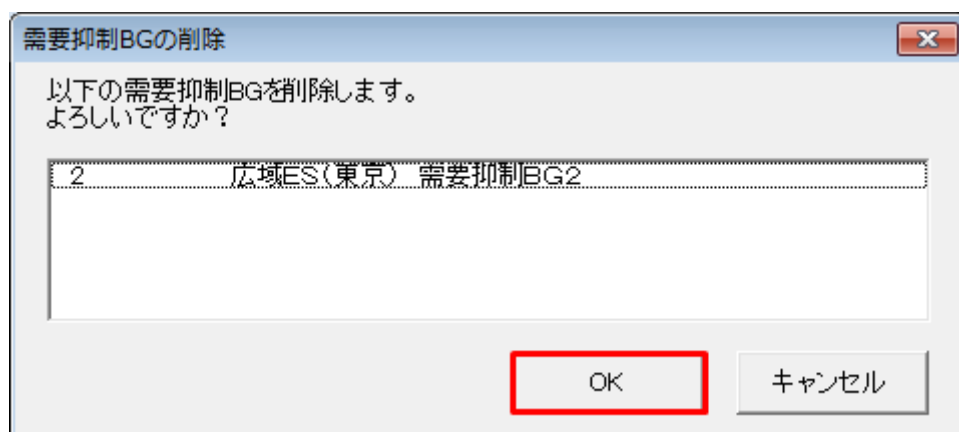 需要抑制BGの削除
以下の需要抑制BGを削除します。
よろしいですか？
2 広域ES(東京) 需要抑制BG2
OK キャンセル